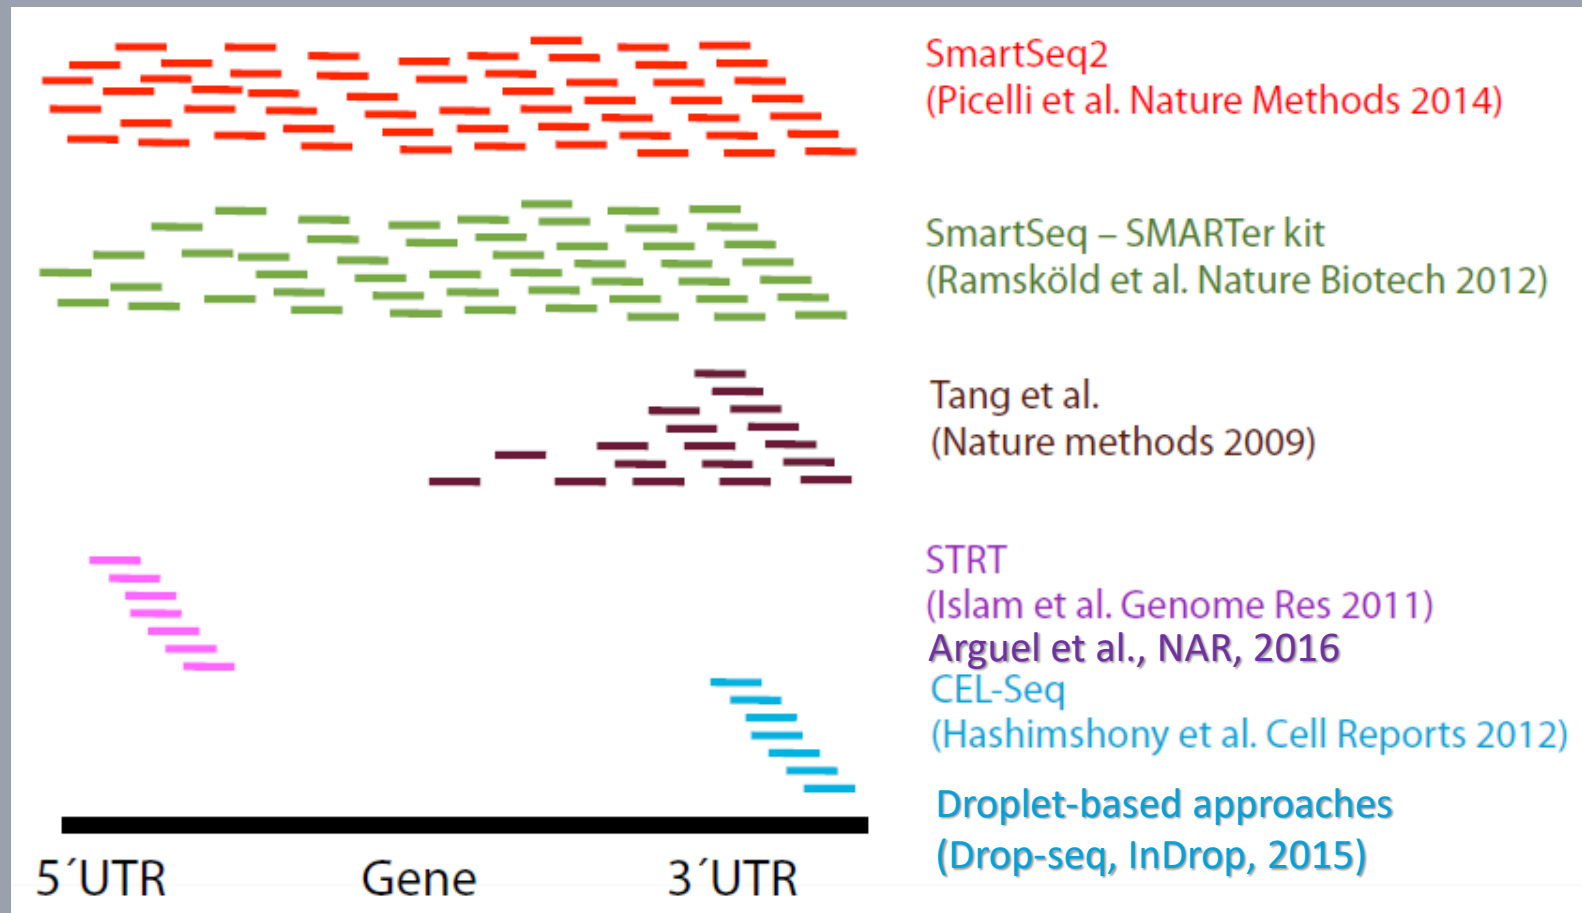 SmartSeq2
(Picelli et al. Nature Methods 2014)
SmartSeq – SMARTer kit
(Ramsköld et al. Nature Biotech 2012)
Tang et al.
(Nature methods 2009)
STRT
(Islam et al. Genome Res 2011)
Arguel et al., NAR, 2016
CEL-Seq
(Hashimshony et al. Cell Reports 2012)
Droplet-based approaches
(Drop-seq, InDrop, 2015)
5´UTR Gene 3´UTR